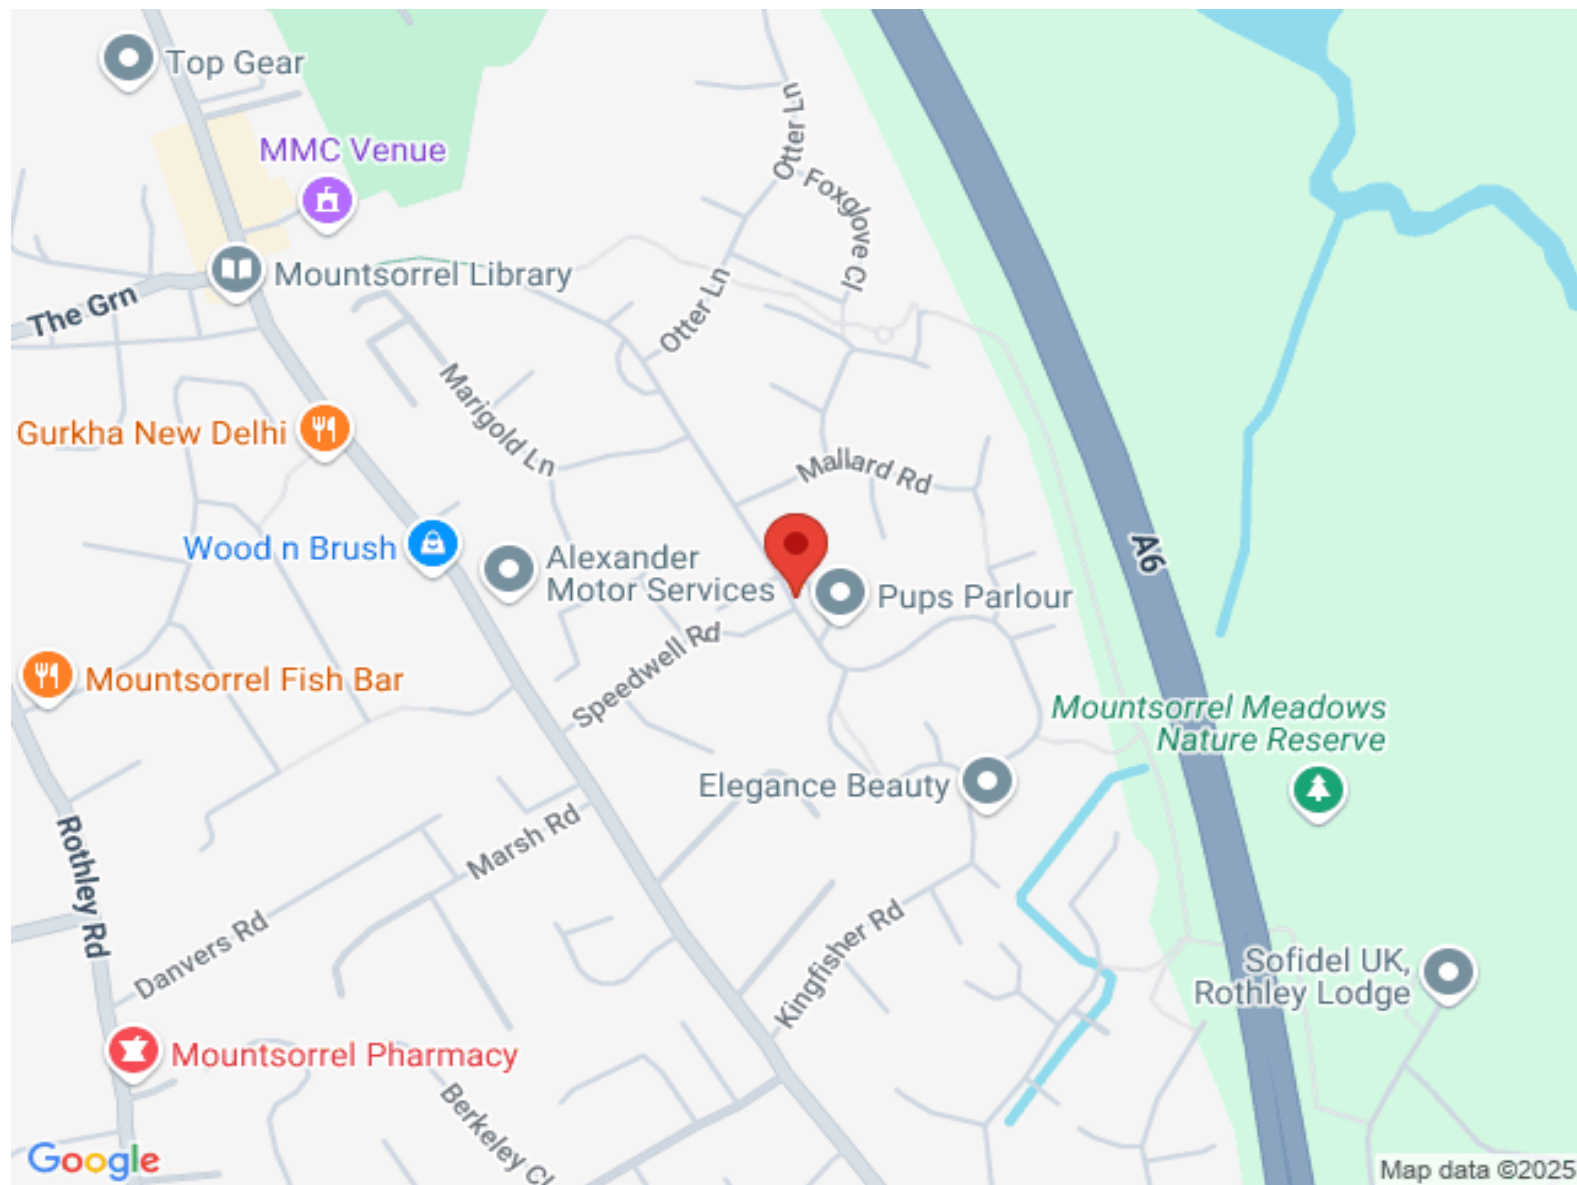 Top Gear
MMC Venue
Otter Ln
Foxglove Cl
Mountsorrel Library
The Grn
Otter Ln
Marigold Ln
Gurkha New Delhi
Mallard Rd
Wood n Brush
Alexander
Motor Services
A6
Pups Parlour
Speedwell Rd
Mountsorrel Fish Bar
Mountsorrel Meadows
Nature Reserve
Elegance Beauty
Marsh Rd
Rothley Rd
Danvers Rd
Kingfisher Rd
Sofidel UK,
Rothley Lodge
Mountsorrel Pharmacy
Berkeley Cl
Google
Map data ©2025